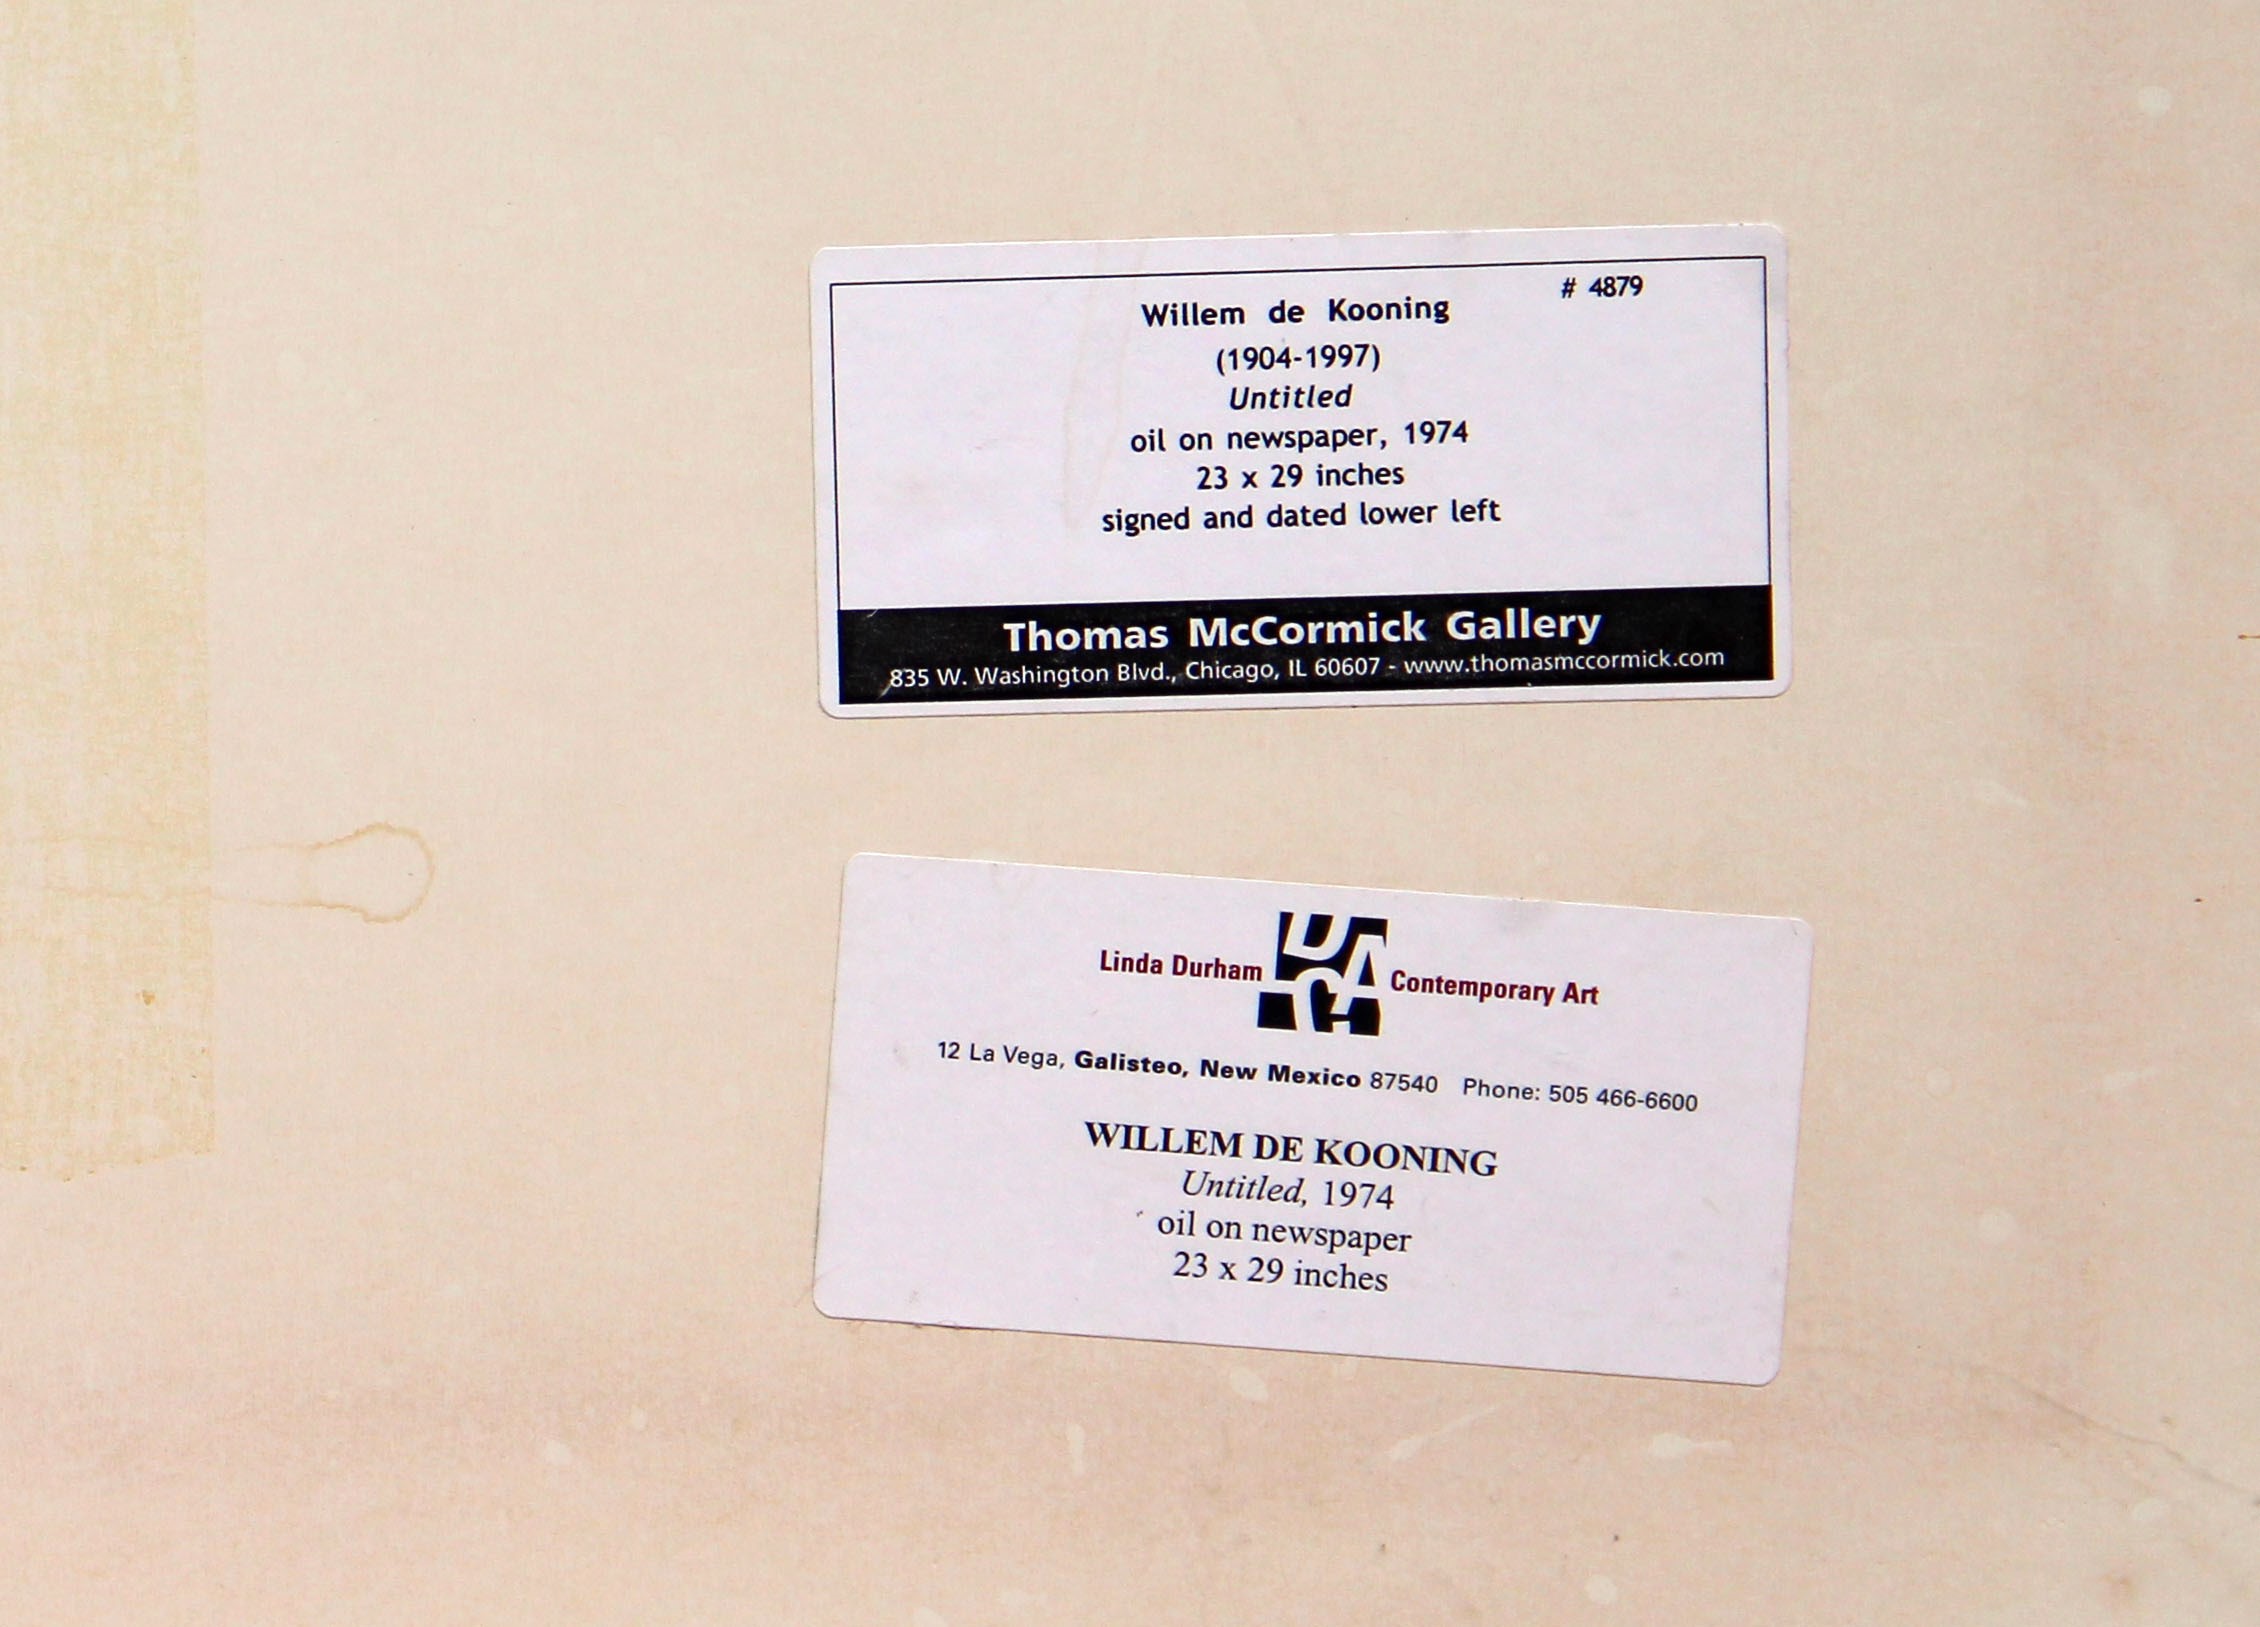 # 4879
Willem de Kooning
(1904-1997)
Untitled
oil on newspaper, 1974
23 x 29 inches
signed and dated lower left
Thomas McCormick Gallery
835 W. Washington Blvd., Chicago, IL 60607 - www.thomasmccormick.com
Linda Durham LDCA Contemporary Art
12 La Vega, Galisteo, New Mexico 87540 Phone: 505 466-6600
WILLEM DE KOONING
Untitled, 1974
oil on newspaper
23 x 29 inches